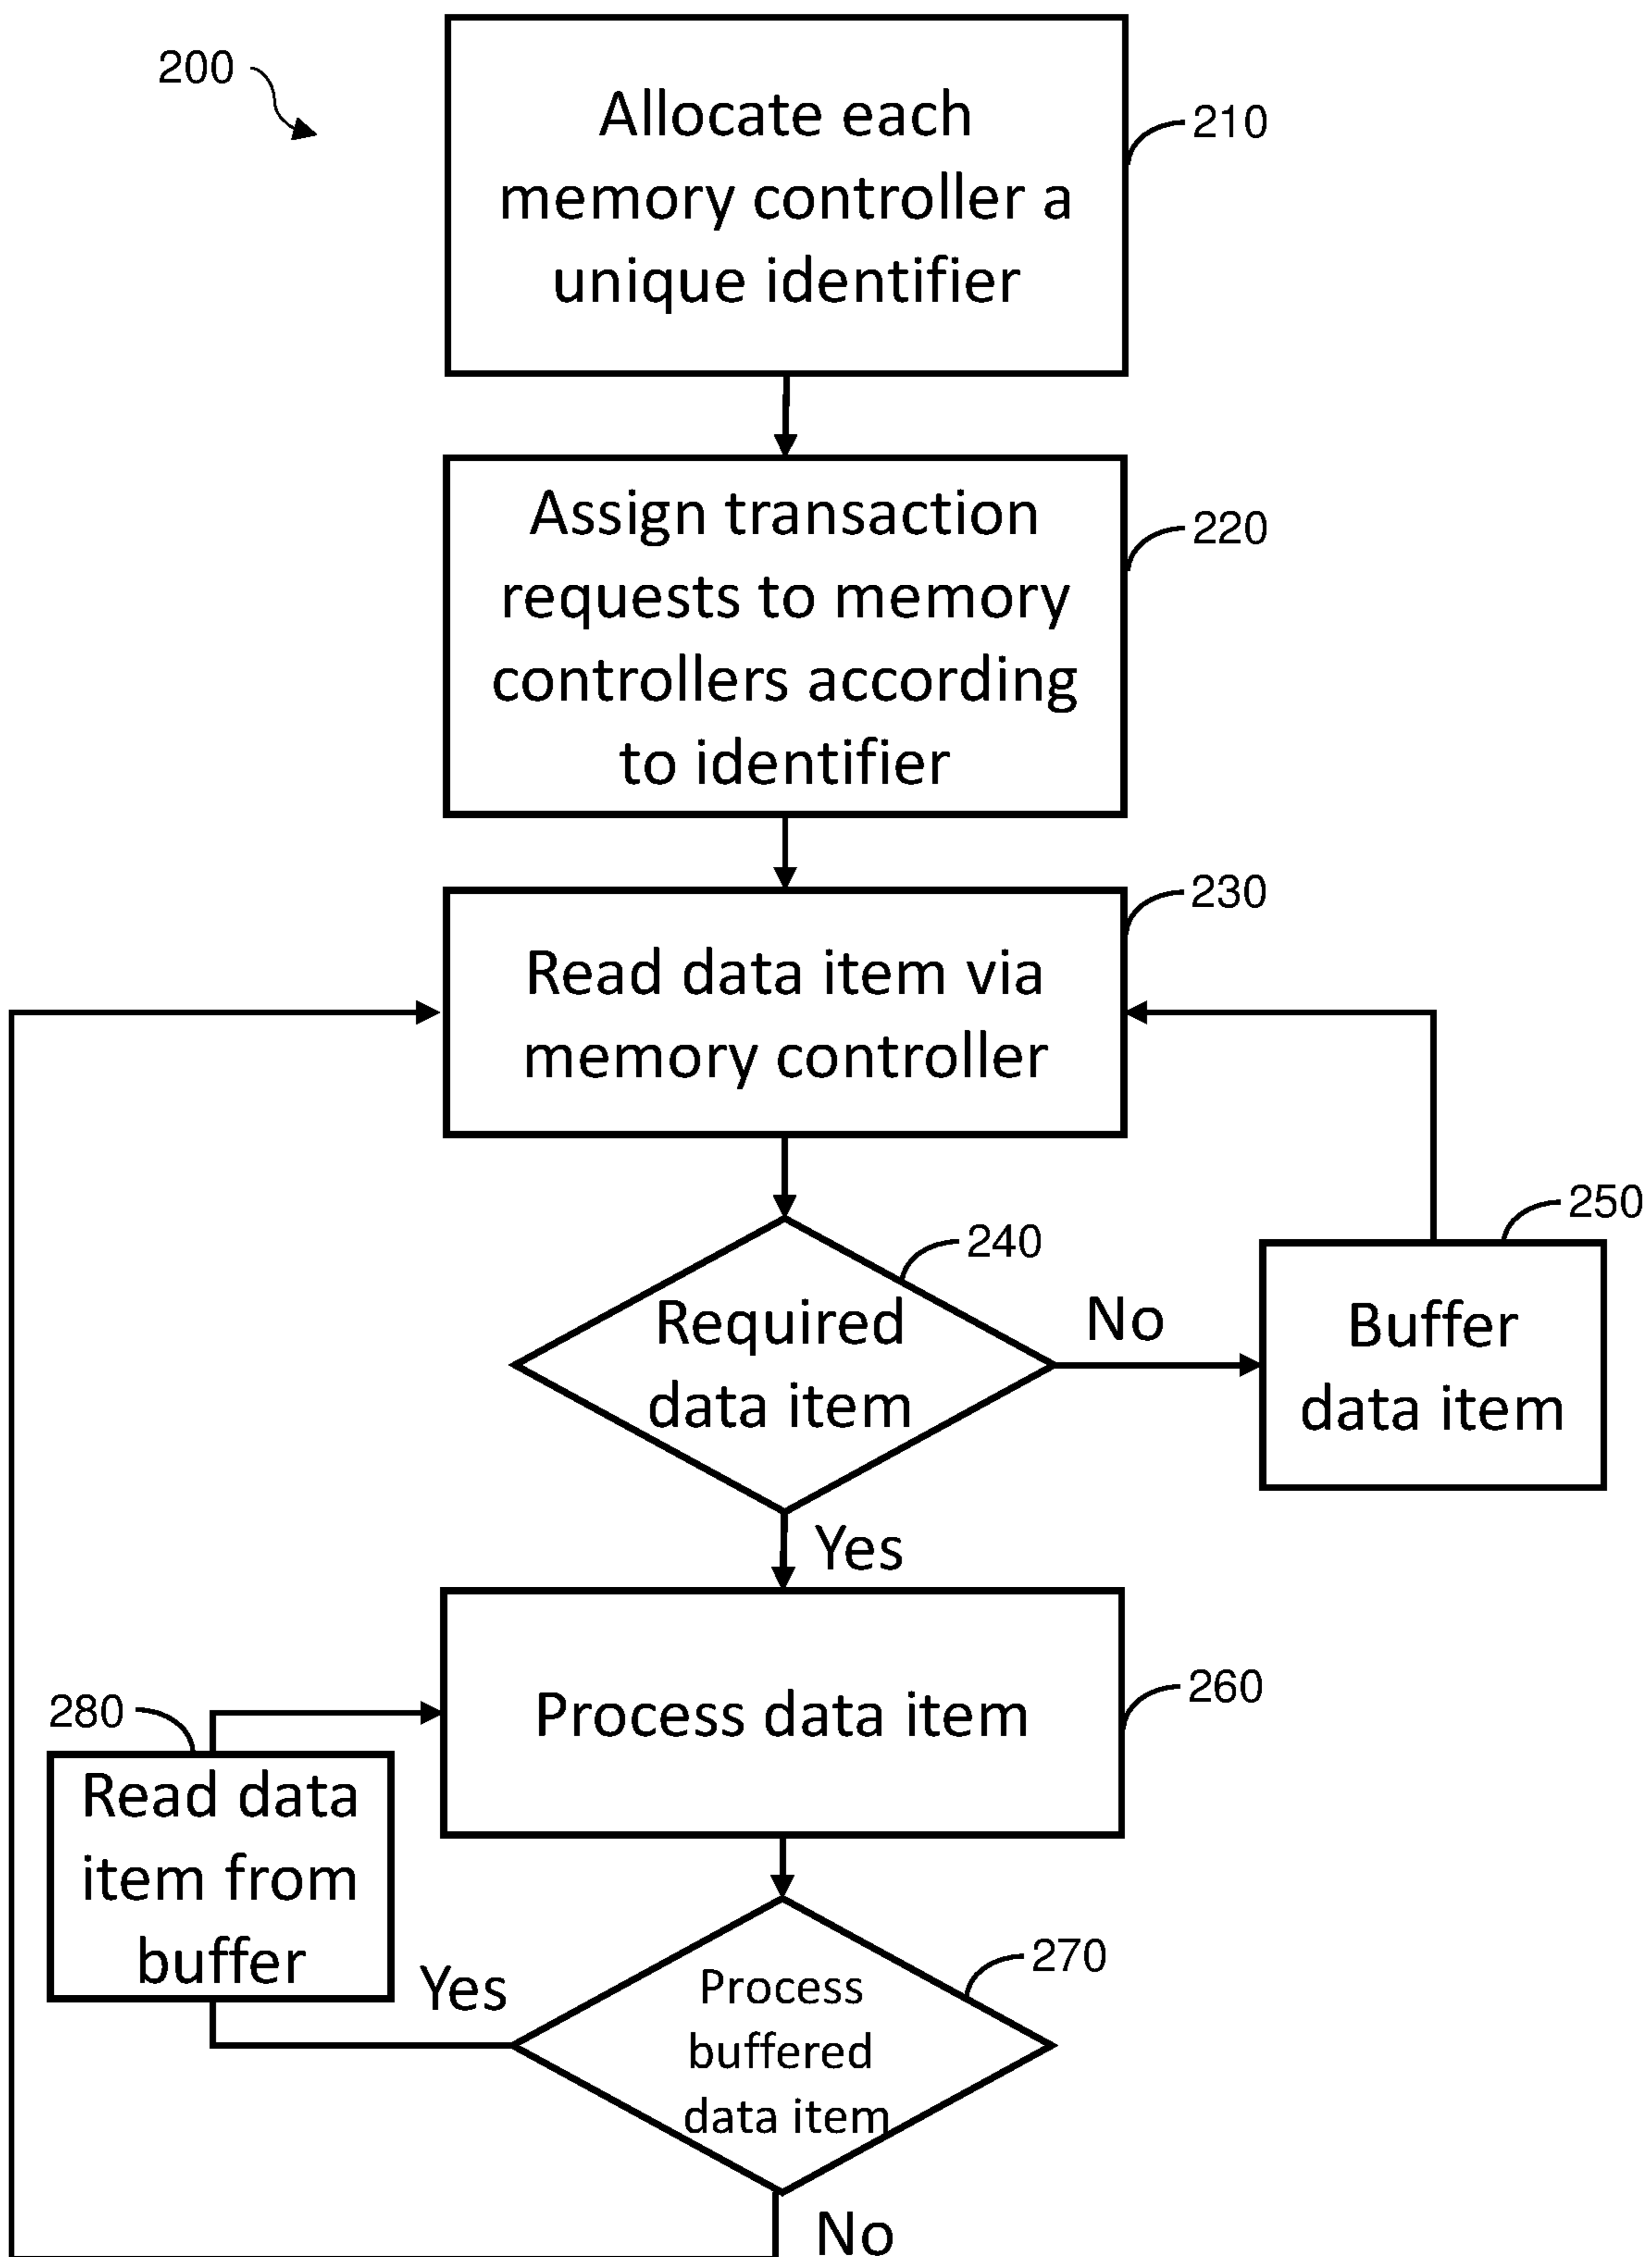 200
Allocate each
memory controller a
unique identifier
210
Assign transaction
requests to memory
controllers according
to identifier
220
Read data item via
memory controller
230
Required
data item
240
No
Buffer
data item
250
Yes
Process data item
260
280
Read data
item from
buffer
Yes
Process
buffered
data item
270
No